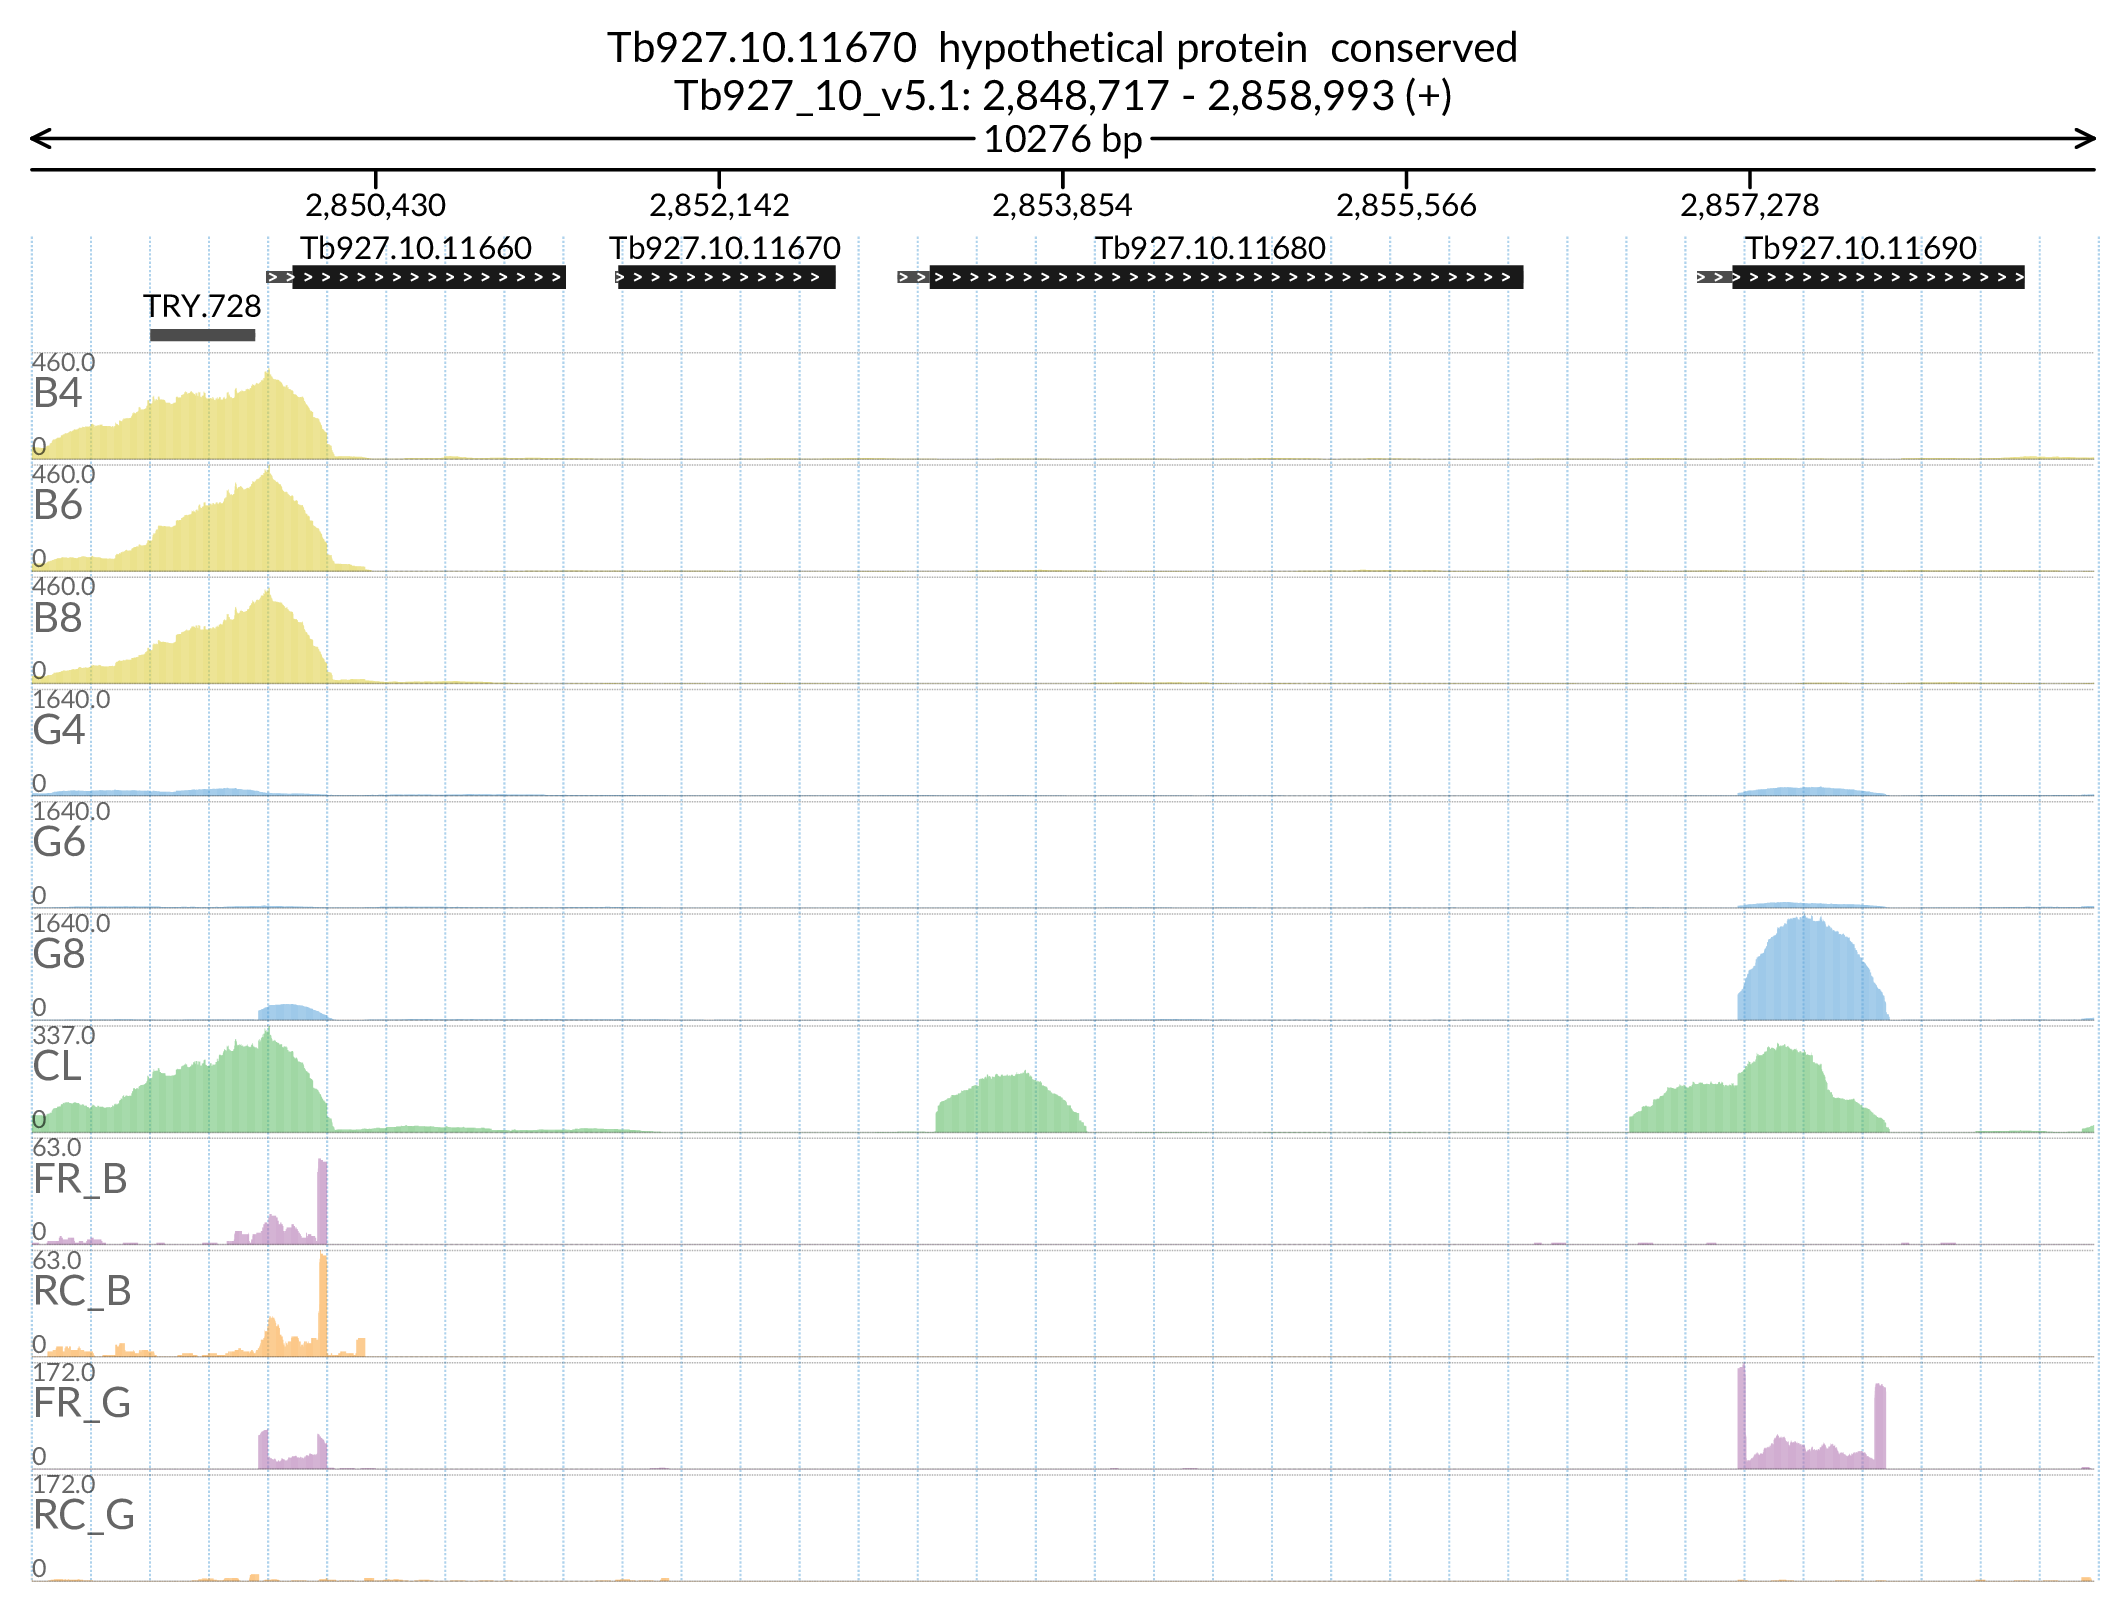 Tb927.10.11670  hypothetical protein  conserved
Tb927_10_v5.1: 2,848,717 - 2,858,993 (+)
10276 bp
2,850,430 2,852,142 2,853,854 2,855,566 2,857,278
Tb927.10.11660 Tb927.10.11670 Tb927.10.11680 Tb927.10.11690
TRY.728
460.0
B4
0
460.0
B6
0
460.0
B8
0
1640.0
G4
0
1640.0
G6
0
1640.0
G8
0
337.0
CL
0
63.0
FR_B
0
63.0
RC_B
0
172.0
FR_G
0
172.0
RC_G
0